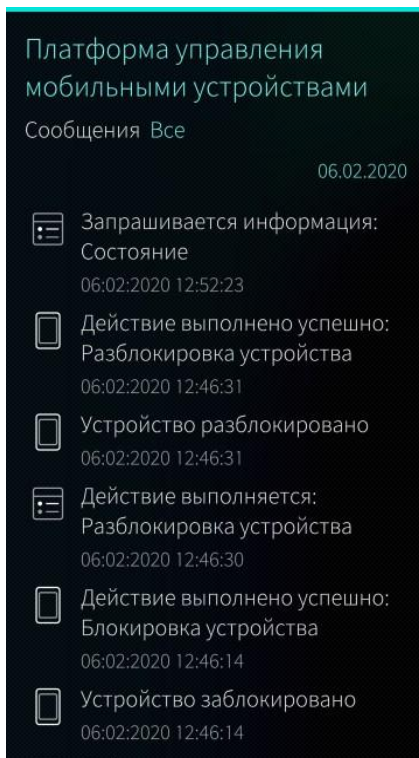 Платформа управления
мобильными устройствами
Сообщения Все
06.02.2020
Запрашивается информация:
Состояние
06:02:2020 12:52:23
Действие выполнено успешно:
Разблокировка устройства
06:02:2020 12:46:31
Устройство разблокировано
06:02:2020 12:46:31
Действие выполняется:
Разблокировка устройства
06:02:2020 12:46:30
Действие выполнено успешно:
Блокировка устройства
06:02:2020 12:46:14
Устройство заблокировано
06:02:2020 12:46:14